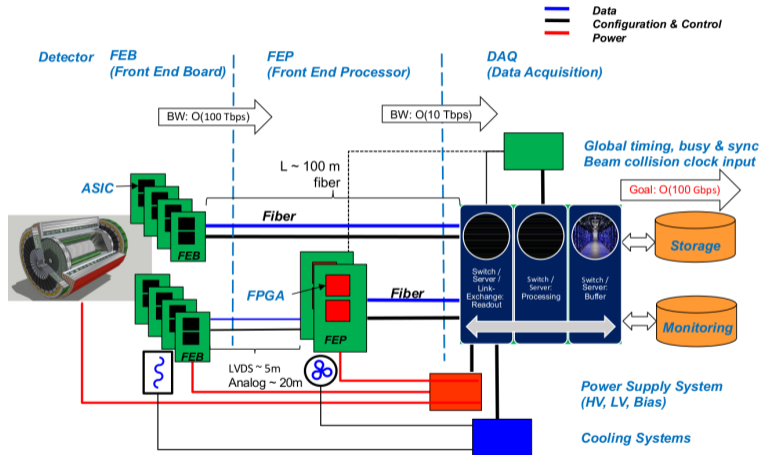 Data
Configuration & Control
Power
Detector
FEB
(Front End Board)
FEP
(Front End Processor)
DAQ
(Data Acquisition)
BW: O(100 Tbps)
BW: O(10 Tbps)
Global timing, busy & sync
Beam collision clock input
L ~ 100 m
fiber
Goal: O(100 Gbps)
ASIC
Fiber
FEB
Storage
Switch /
Server /
Link-
Exchange:
Readout
Switch /
Server:
Processing
Switch /
Server:
Buffer
FPGA
Fiber
FEP
FEB
Monitoring
LVDS ~ 5m
Analog ~ 20m
Power Supply System
(HV, LV, Bias)
Cooling Systems